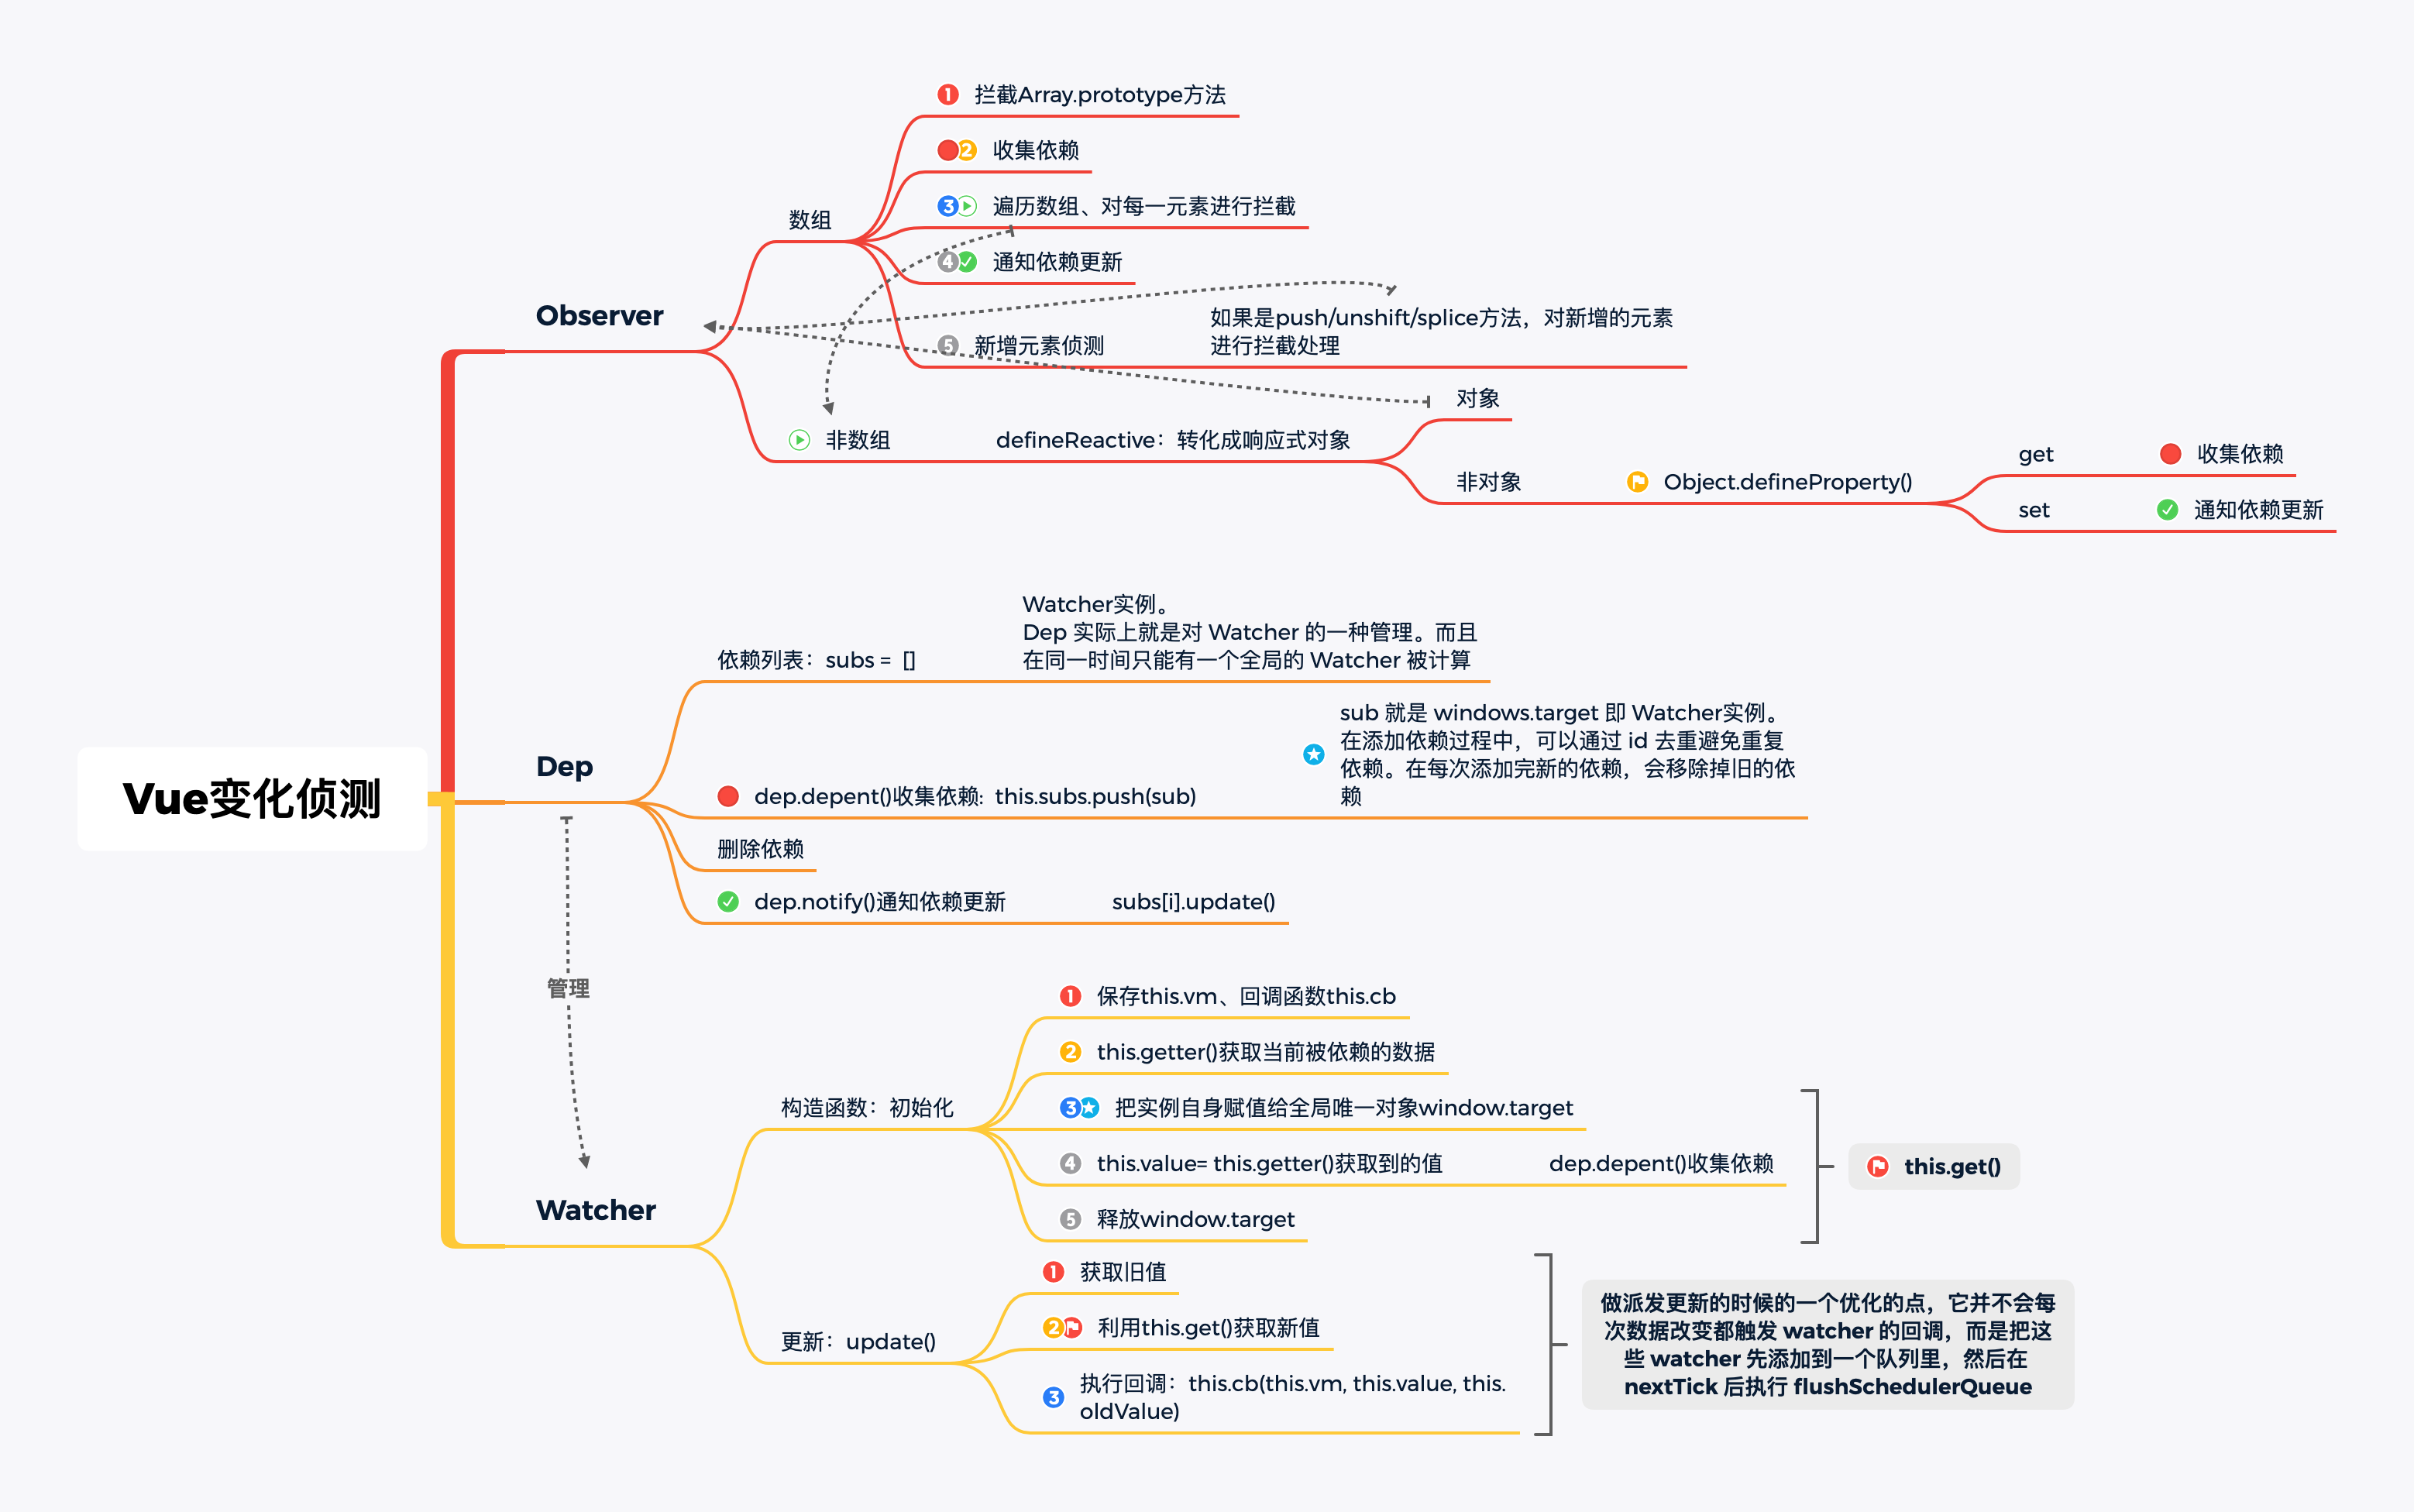 Vue变化侦测
Observer
数组
1 拦截Array.prototype方法
2 收集依赖
3 遍历数组、对每一元素进行拦截
4 通知依赖更新
5 新增元素侦测
如果是push/unshift/splice方法，对新增的元素
进行拦截处理
非数组
defineReactive：转化成响应式对象
对象
非对象
Object.defineProperty()
get
收集依赖
set
通知依赖更新
Dep
依赖列表：subs = []
Watcher实例。
Dep 实际上就是对 Watcher 的一种管理。而且
在同一时间只能有一个全局的 Watcher 被计算
dep.depent()收集依赖: this.subs.push(sub)
sub 就是 windows.target 即 Watcher实例。
在添加依赖过程中，可以通过 id 去重避免重复
依赖。在每次添加完新的依赖，会移除掉旧的依
赖
删除依赖
dep.notify()通知依赖更新
subs[i].update()
管理
Watcher
构造函数：初始化
1 保存this.vm、回调函数this.cb
2 this.getter()获取当前被依赖的数据
3 把实例自身赋值给全局唯一对象window.target
4 this.value= this.getter()获取到的值
dep.depent()收集依赖
5 释放window.target
this.get()
更新：update()
1 获取旧值
2 利用this.get()获取新值
3 执行回调：this.cb(this.vm, this.value, this.
oldValue)
做派发更新的时候的一个优化的点，它并不会每
次数据改变都触发 watcher 的回调，而是把这
些 watcher 先添加到一个队列里，然后在
nextTick 后执行 flushSchedulerQueue